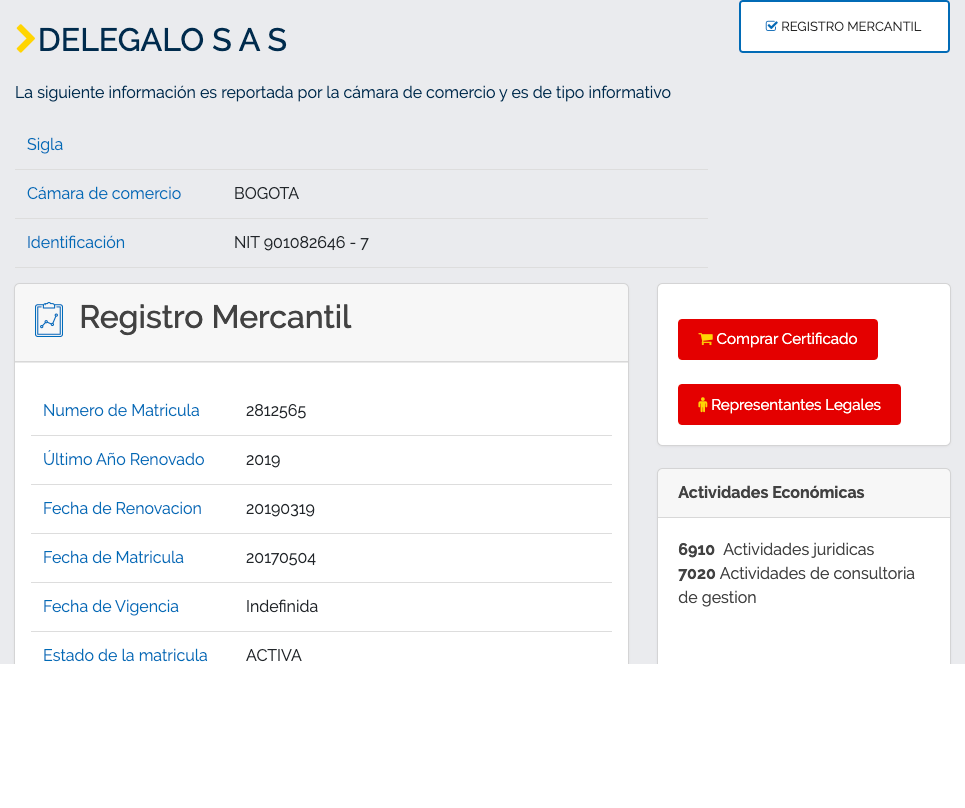 DELEGALO S A S
REGISTRO MERCANTIL
La siguiente información es reportada por la cámara de comercio y es de tipo informativo
Sigla
Cámara de comercio BOGOTA
Identificación NIT 901082646 - 7
Registro Mercantil
Numero de Matricula 2812565
Último Año Renovado 2019
Fecha de Renovacion 20190319
Fecha de Matricula 20170504
Fecha de Vigencia Indefinida
Estado de la matricula ACTIVA
Comprar Certificado
Representantes Legales
Actividades Económicas
6910 Actividades juridicas
7020 Actividades de consultoria
de gestion